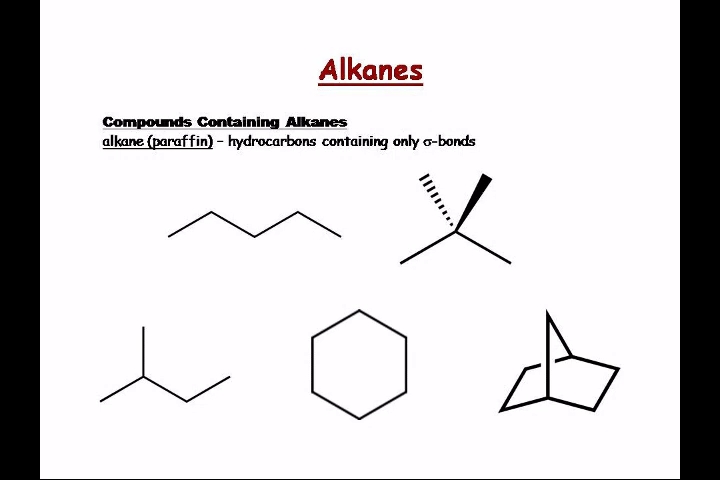 Alkanes
Compounds Containing Alkanes
alkane (paraffin) – hydrocarbons containing only σ-bonds